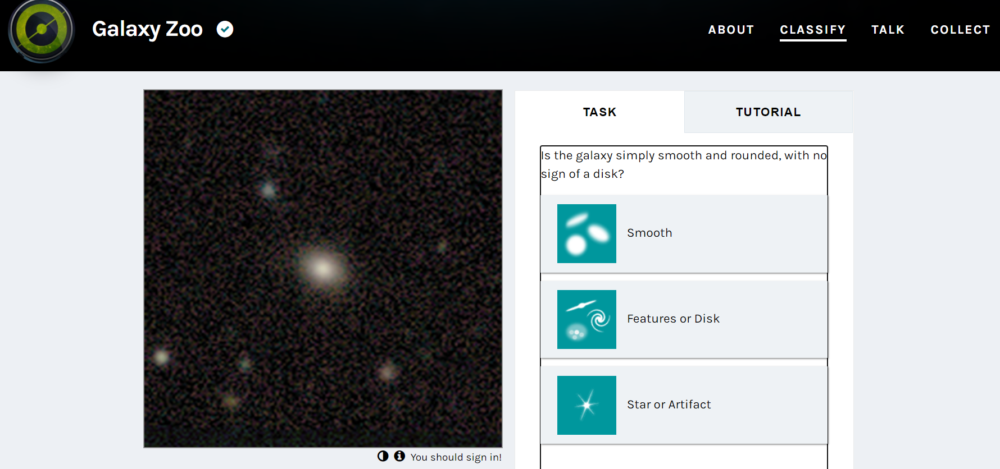 Galaxy Zoo
ABOUT
CLASSIFY
TALK
COLLECT
TASK
TUTORIAL
Is the galaxy simply smooth and rounded, with no
sign of a disk?
Smooth
Features or Disk
Star or Artifact
You should sign in!